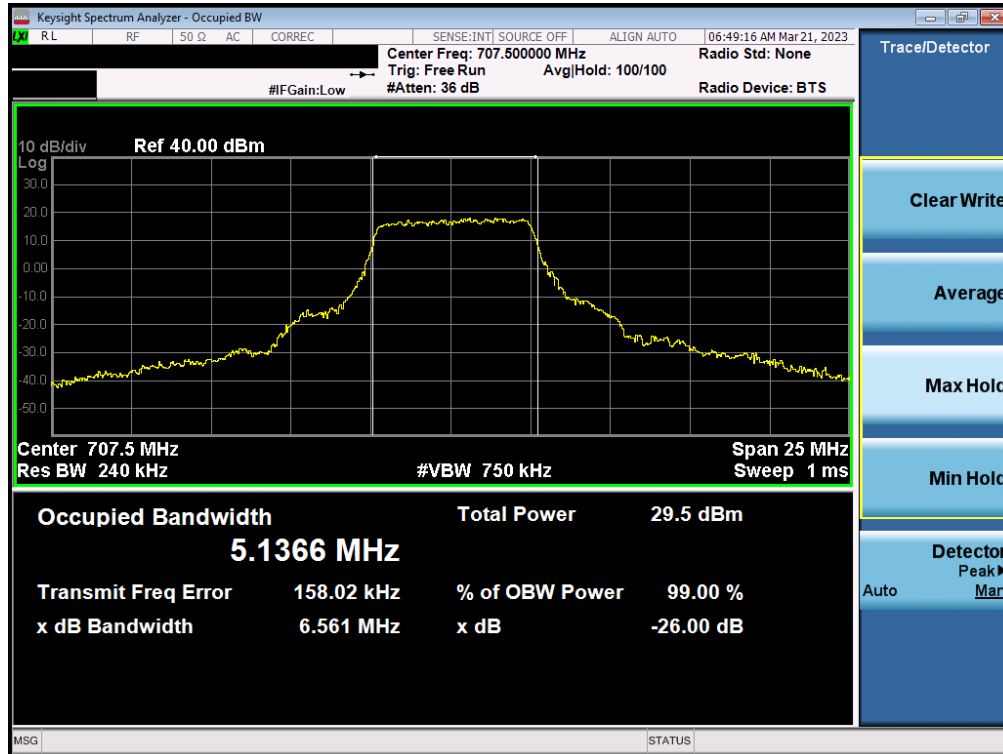 Keysight Spectrum Analyzer - Occupied BW
LXI RL RF 50 Ω AC CORREC SENSE:INT SOURCE OFF ALIGN AUTO 06:49:16 AM Mar 21, 2023
Center Freq: 707.500000 MHz Radio Std: None
Trig: Free Run Avg|Hold: 100/100
#IFGain:Low #Atten: 36 dB Radio Device: BTS
10 dB/div Ref 40.00 dBm
Log
30.0
20.0
10.0
0.00
-10.0
-20.0
-30.0
-40.0
-50.0
Center 707.5 MHz Span 25 MHz
Res BW 240 kHz #VBW 750 kHz Sweep 1 ms
Occupied Bandwidth Total Power 29.5 dBm
5.1366 MHz
Transmit Freq Error 158.02 kHz % of OBW Power 99.00 %
x dB Bandwidth 6.561 MHz x dB -26.00 dB
MSG STATUS
Trace/Detector
Clear Write
Average
Max Hold
Min Hold
Detector
Peak▶
Auto Man